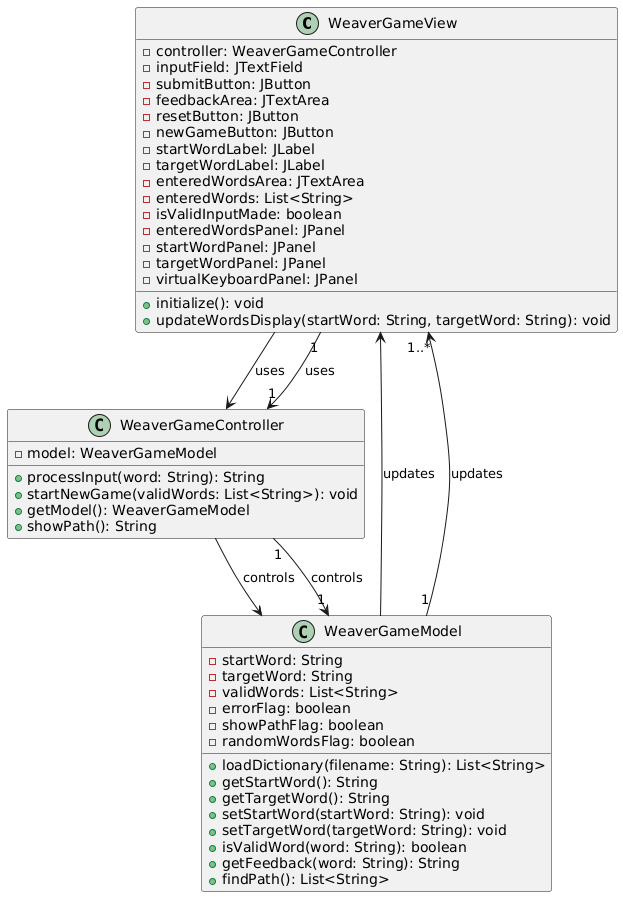 C WeaverGameView
controller: WeaverGameController
inputField: JTextField
submitButton: JButton
feedbackArea: JTextArea
resetButton: JButton
newGameButton: JButton
startWordLabel: JLabel
targetWordLabel: JLabel
enteredWordsArea: JTextArea
enteredWords: List<String>
isValidInputMade: boolean
enteredWordsPanel: JPanel
startWordPanel: JPanel
targetWordPanel: JPanel
virtualKeyboardPanel: JPanel
initialize(): void
updateWordsDisplay(startWord: String, targetWord: String): void
1
1..*
uses
uses
1
C WeaverGameController
model: WeaverGameModel
processInput(word: String): String
startNewGame(validWords: List<String>): void
getModel(): WeaverGameModel
showPath(): String
updates
updates
1
controls
controls
1
1
C WeaverGameModel
startWord: String
targetWord: String
validWords: List<String>
errorFlag: boolean
showPathFlag: boolean
randomWordsFlag: boolean
loadDictionary(filename: String): List<String>
getStartWord(): String
getTargetWord(): String
setStartWord(startWord: String): void
setTargetWord(targetWord: String): void
isValidWord(word: String): boolean
getFeedback(word: String): String
findPath(): List<String>